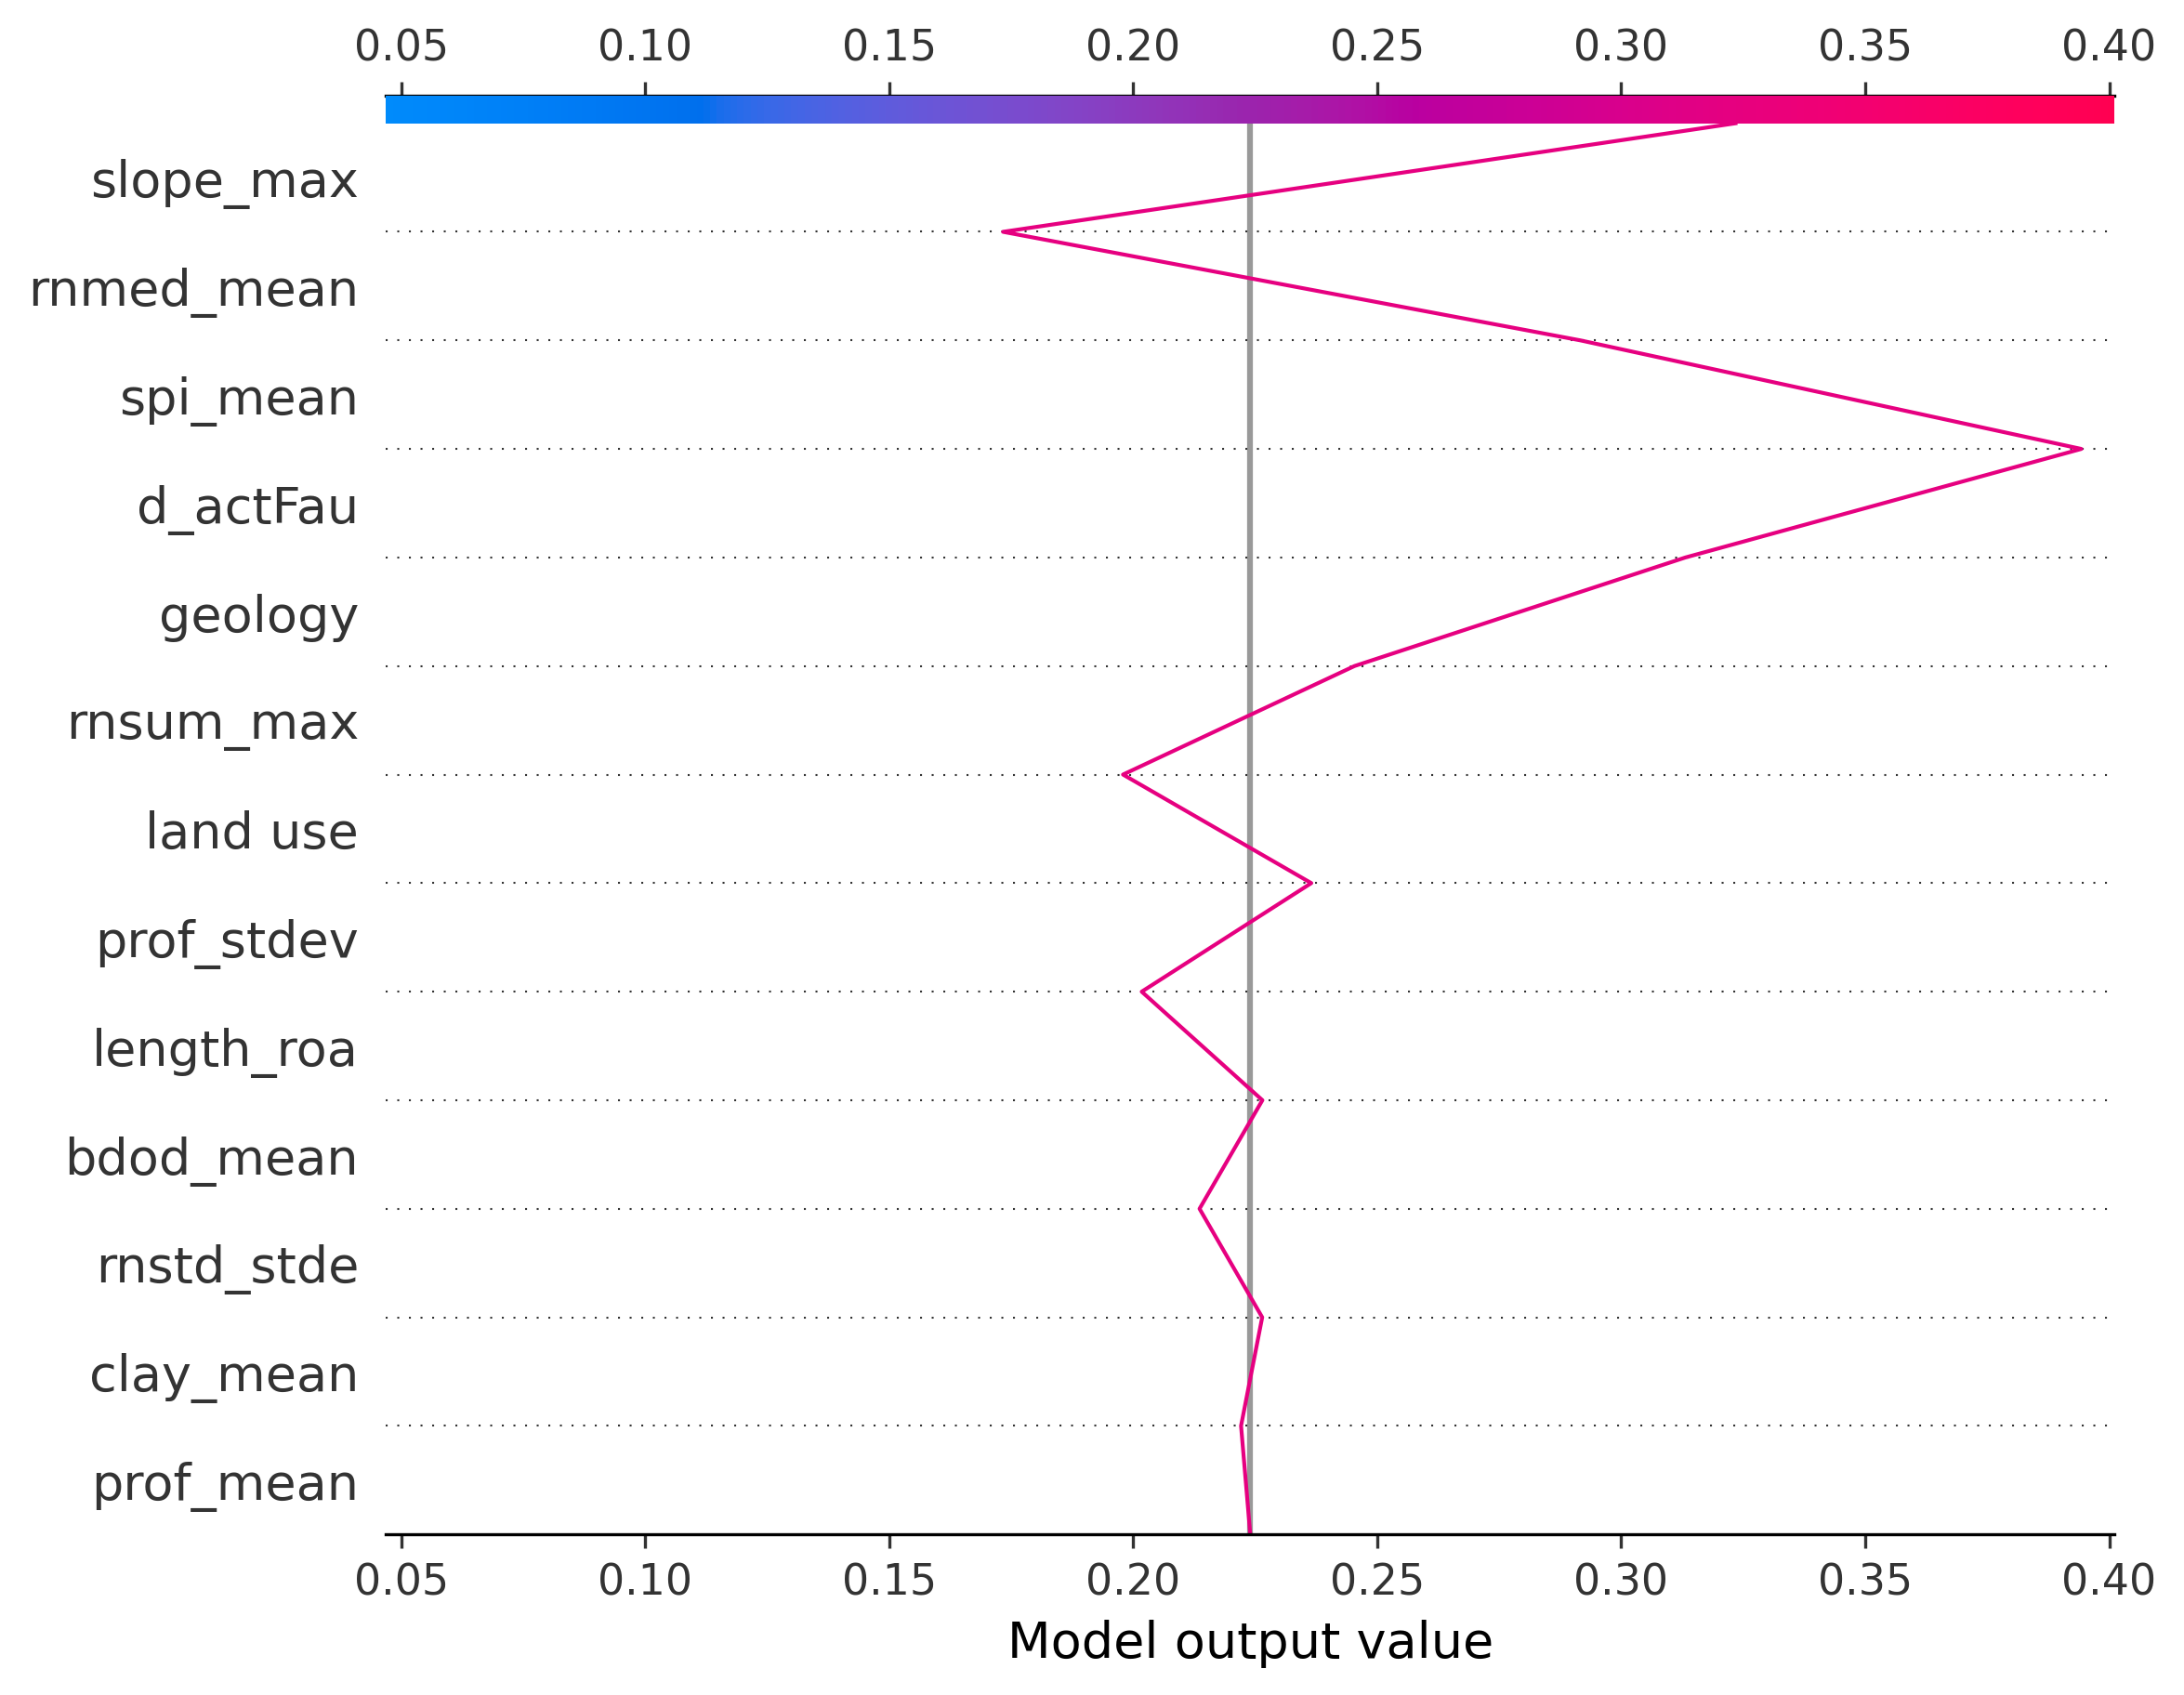 0.05 0.10 0.15 0.20 0.25 0.30 0.35 0.40
slope_max
rnmed_mean
spi_mean
d_actFau
geology
rnsum_max
land use
prof_stdev
length_roa
bdod_mean
rnstd_stde
clay_mean
prof_mean
0.05 0.10 0.15 0.20 0.25 0.30 0.35 0.40
Model output value